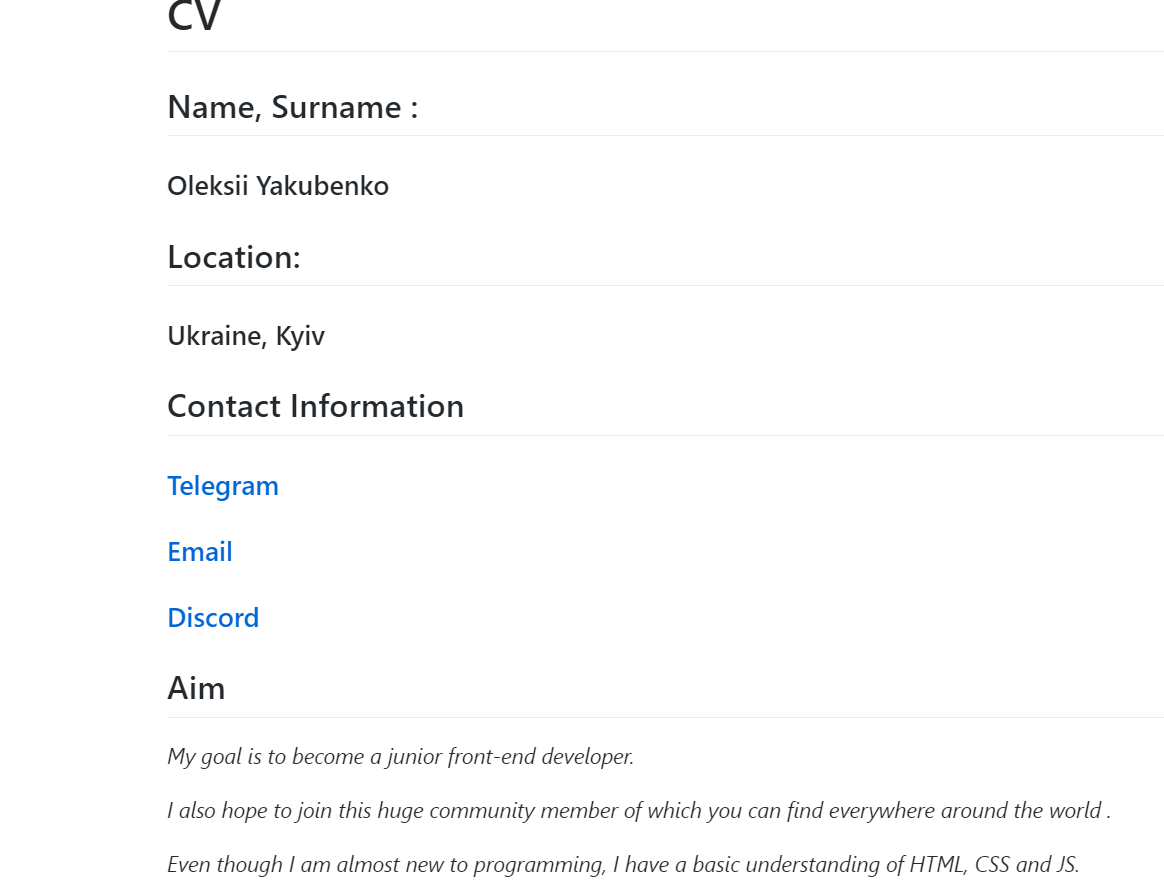 CV
Name, Surname :
Oleksii Yakubenko
Location:
Ukraine, Kyiv
Contact Information
Telegram
Email
Discord
Aim
My goal is to become a junior front-end developer.
I also hope to join this huge community member of which you can find everywhere around the world .
Even though I am almost new to programming, I have a basic understanding of HTML, CSS and JS.